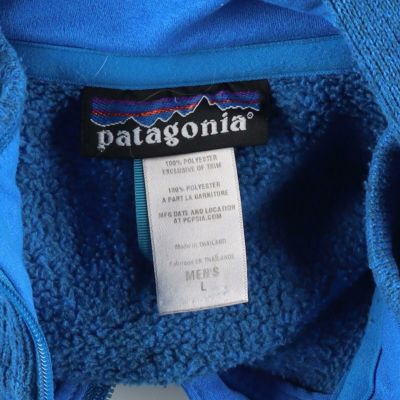 patagonia®
100% POLYESTER
EXCLUSIVE OF TRIM
100% POLYESTER
A PART LA GARNITURE
MFG DATE AND LOCATION
AT PCPSIA.COM
Made in THAILAND
Fabriqué EN THAILANDE
MEN'S
L